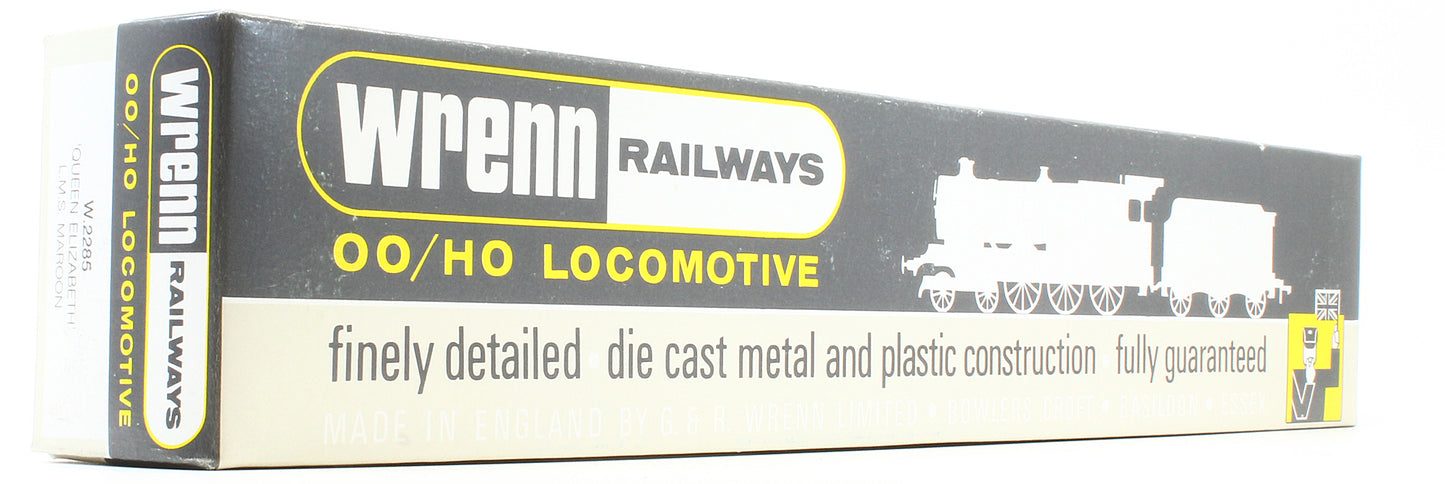 wrenn RAILWAYS
OO/HO LOCOMOTIVE
finely detailed · die cast metal and plastic construction · fully guaranteed
MADE IN ENGLAND BY G & R. WRENN LIMITED • BOWLERS CROFT • BASILDON • ESSEX
wrenn RAILWAYS
OO/HO LOCOMOTIVE
W.2285
'QUEEN ELIZABETH'
L.M.S. MAROON